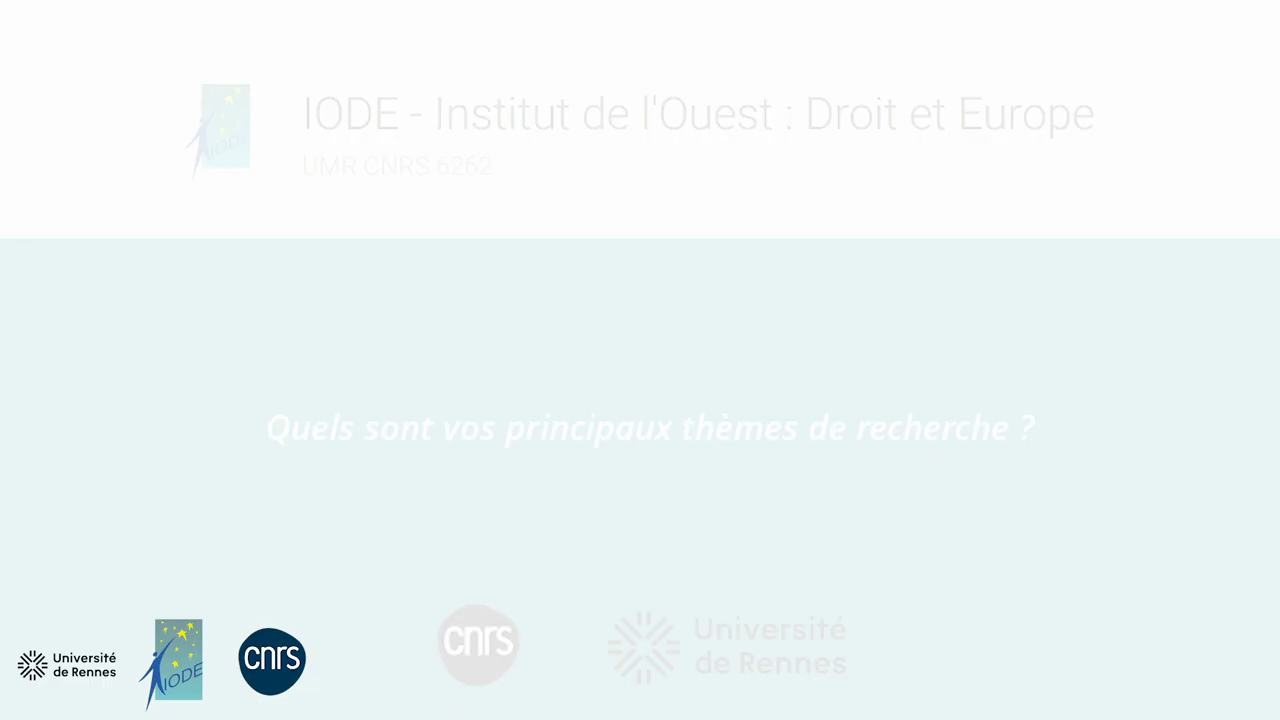 IODE - Institut de l'Ouest : Droit et Europe
IODE
UMR CNRS 6262
Quels sont vos principaux thèmes de recherche ?
cnrs
Université
de Rennes
Université
de Rennes
IODE
cnrs